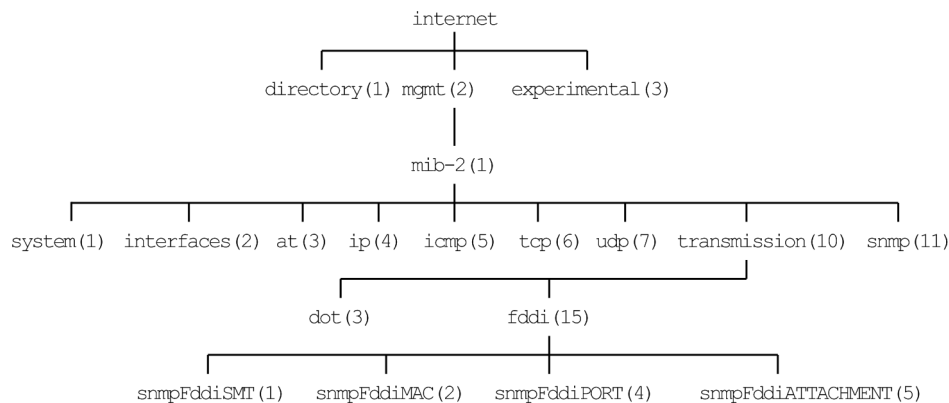 internet
directory(1) mgmt(2) experimental(3)
mib-2(1)
system(1) interfaces(2) at(3) ip(4) icmp(5) tcp(6) udp(7) transmission(10) snmp(11)
dot(3) fddi(15)
snmpFddiSMT(1) snmpFddiMAC(2) snmpFddiPORT(4) snmpFddiATTACHMENT(5)